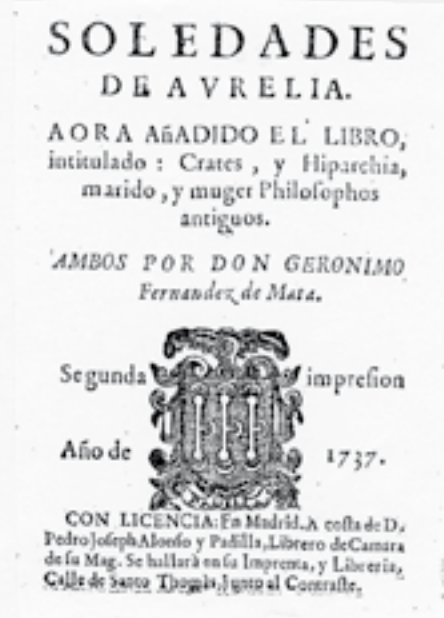 SOLEDADES
DE AVRELIA.
AORA AñADIDO EL LIBRO,
intitulado : Crates , y Hiparchia,
marido , y muger Philosophos
antiguos.
AMBOS POR DON GERONIMO
Fernandez de Mata.
Segunda impresion
Año de 1737.
CON LICENCIA: En Madrid. A costa de D.
Pedro Joseph Alonso y Padilla, Librero de Camara
de su Mag. Se hallarà en su Imprenta, y Libreria,
Calle de Santo Thomàs, junto al Contraste.